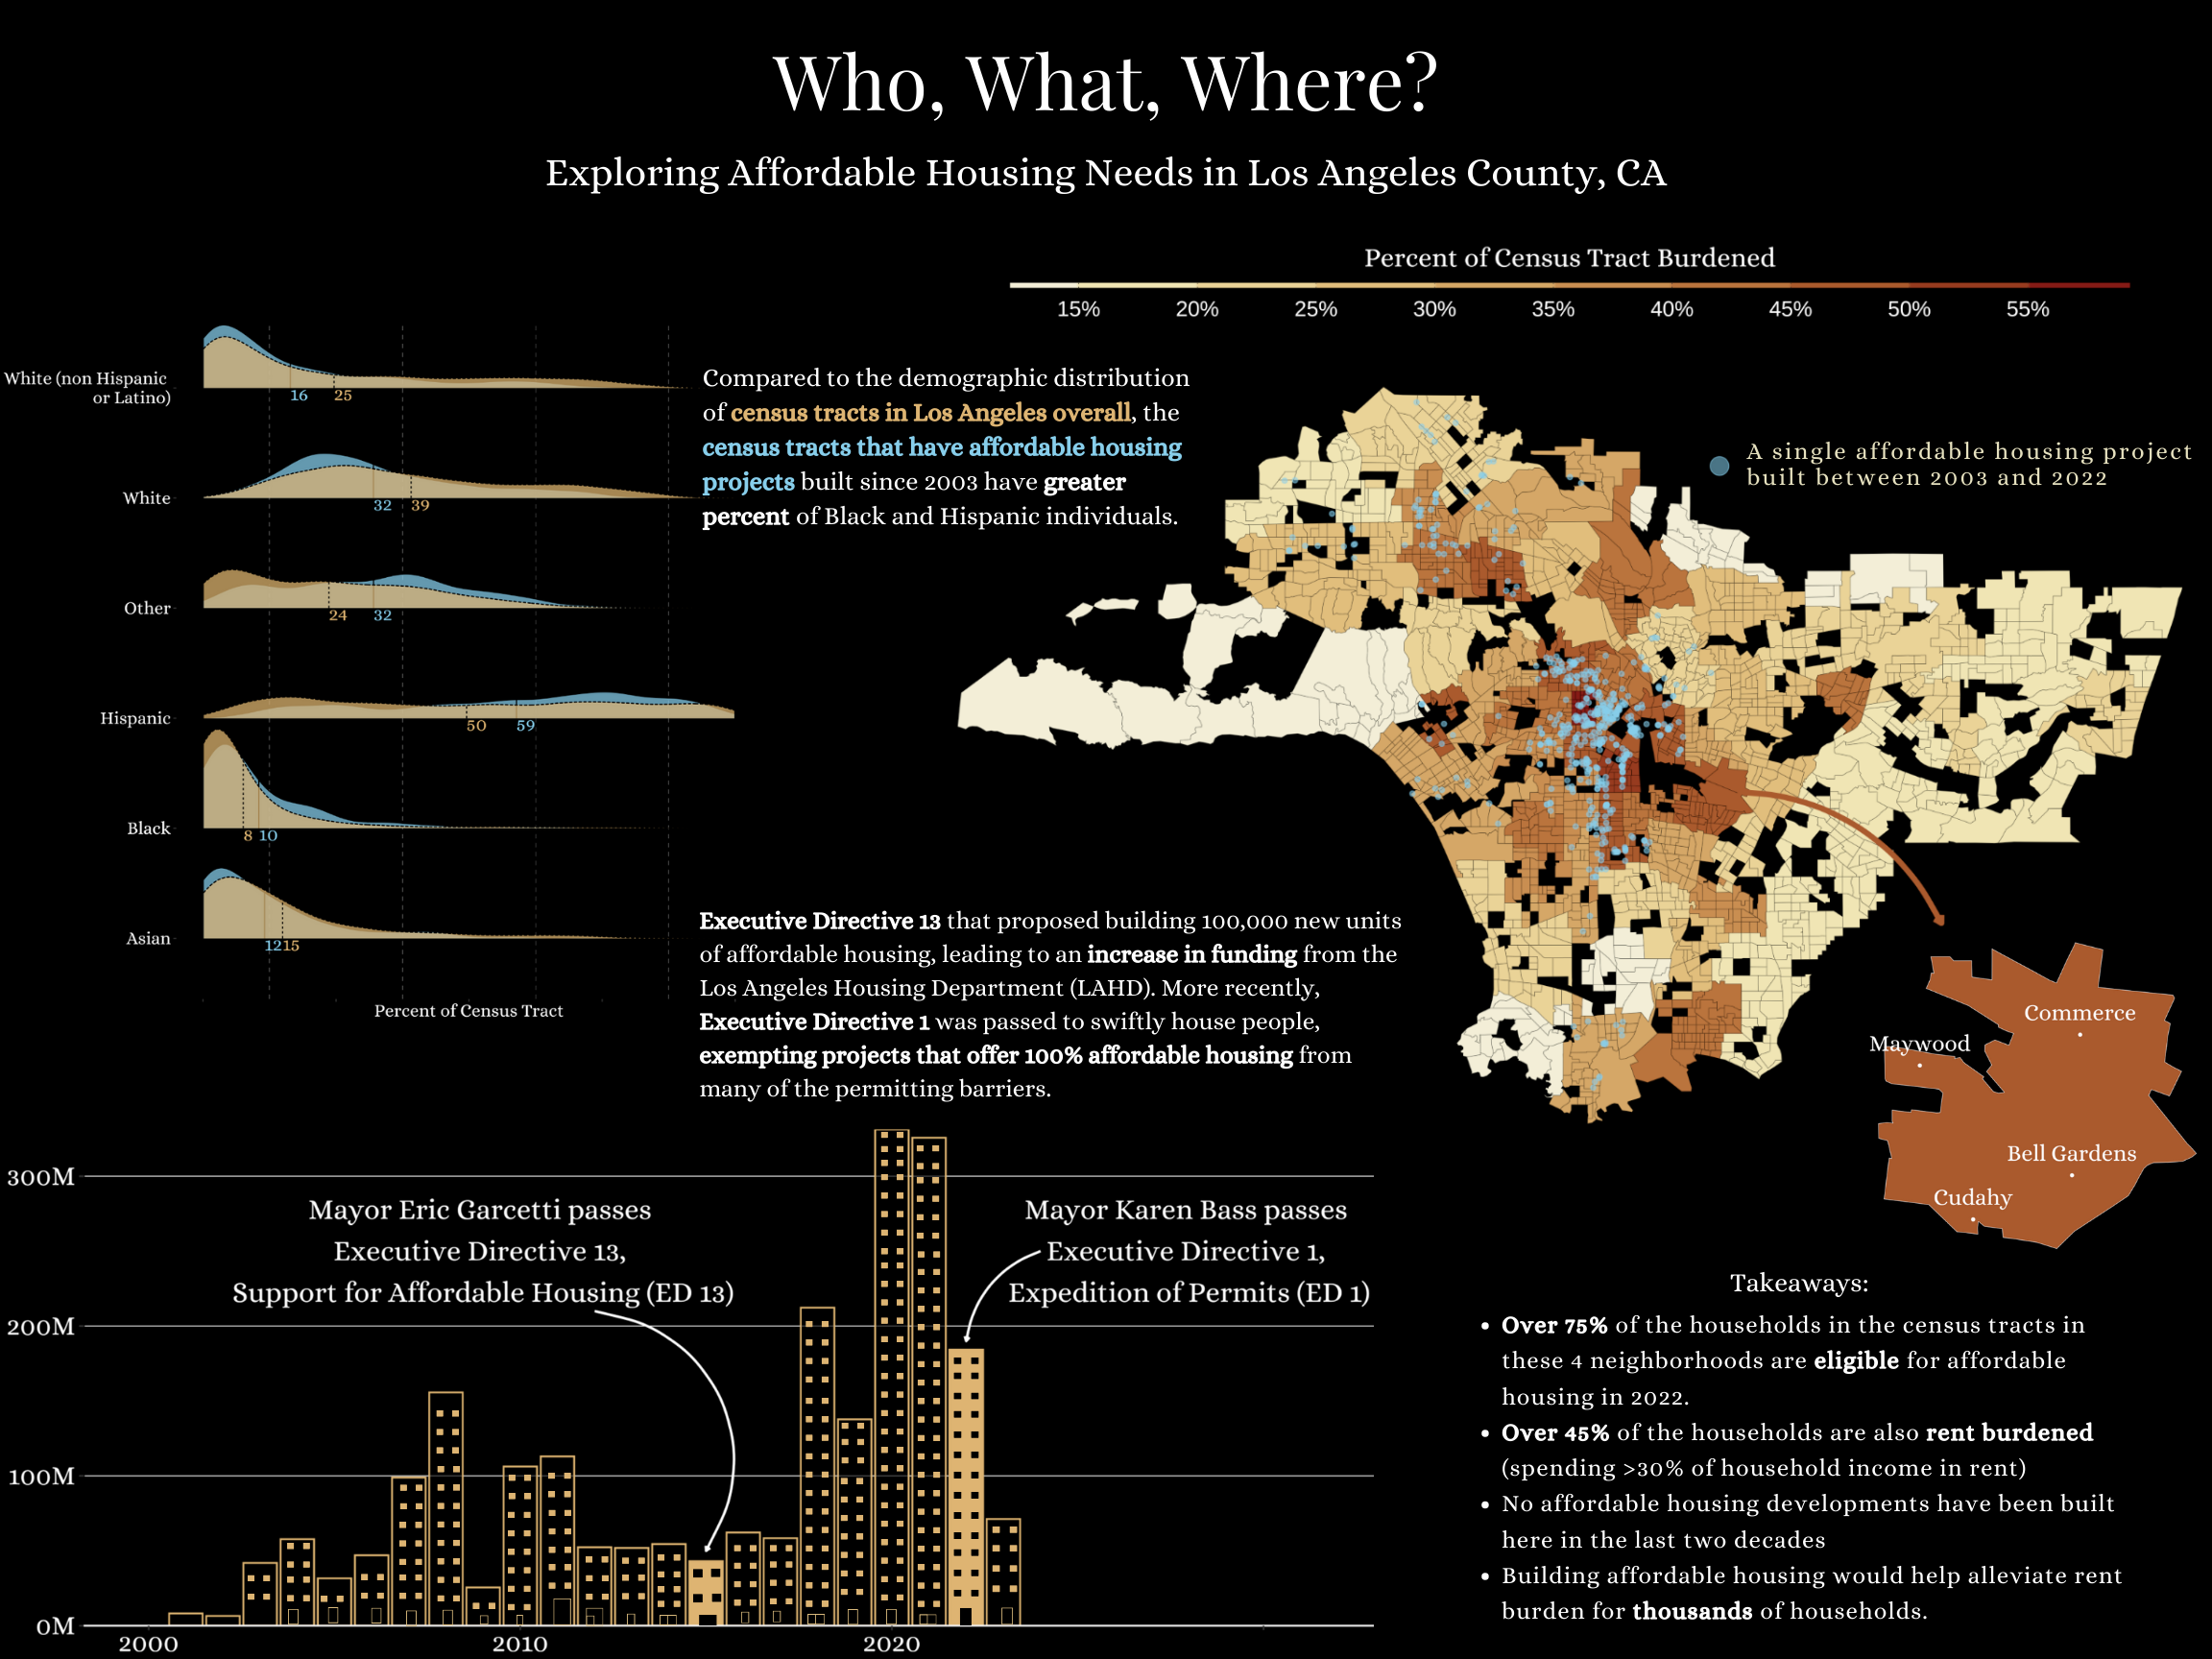 Who, What, Where?
Exploring Affordable Housing Needs in Los Angeles County, CA
Percent of Census Tract Burdened
15% 20% 25% 30% 35% 40% 45% 50% 55%
White (non Hispanic
or Latino)
16 25
White
32 39
Other
24 32
Hispanic
50 59
Black
8 10
Asian
12 15
Percent of Census Tract
Compared to the demographic distribution
of census tracts in Los Angeles overall, the
census tracts that have affordable housing
projects built since 2003 have greater
percent of Black and Hispanic individuals.
A single affordable housing project
built between 2003 and 2022
Executive Directive 13 that proposed building 100,000 new units
of affordable housing, leading to an increase in funding from the
Los Angeles Housing Department (LAHD). More recently,
Executive Directive 1 was passed to swiftly house people,
exempting projects that offer 100% affordable housing from
many of the permitting barriers.
Commerce
Maywood
Bell Gardens
Cudahy
300M
200M
100M
0M
2000 2010 2020
Mayor Eric Garcetti passes
Executive Directive 13,
Support for Affordable Housing (ED 13)
Mayor Karen Bass passes
Executive Directive 1,
Expedition of Permits (ED 1)
Takeaways:
• Over 75% of the households in the census tracts in
these 4 neighborhoods are eligible for affordable
housing in 2022.
• Over 45% of the households are also rent burdened
(spending >30% of household income in rent)
• No affordable housing developments have been built
here in the last two decades
• Building affordable housing would help alleviate rent
burden for thousands of households.